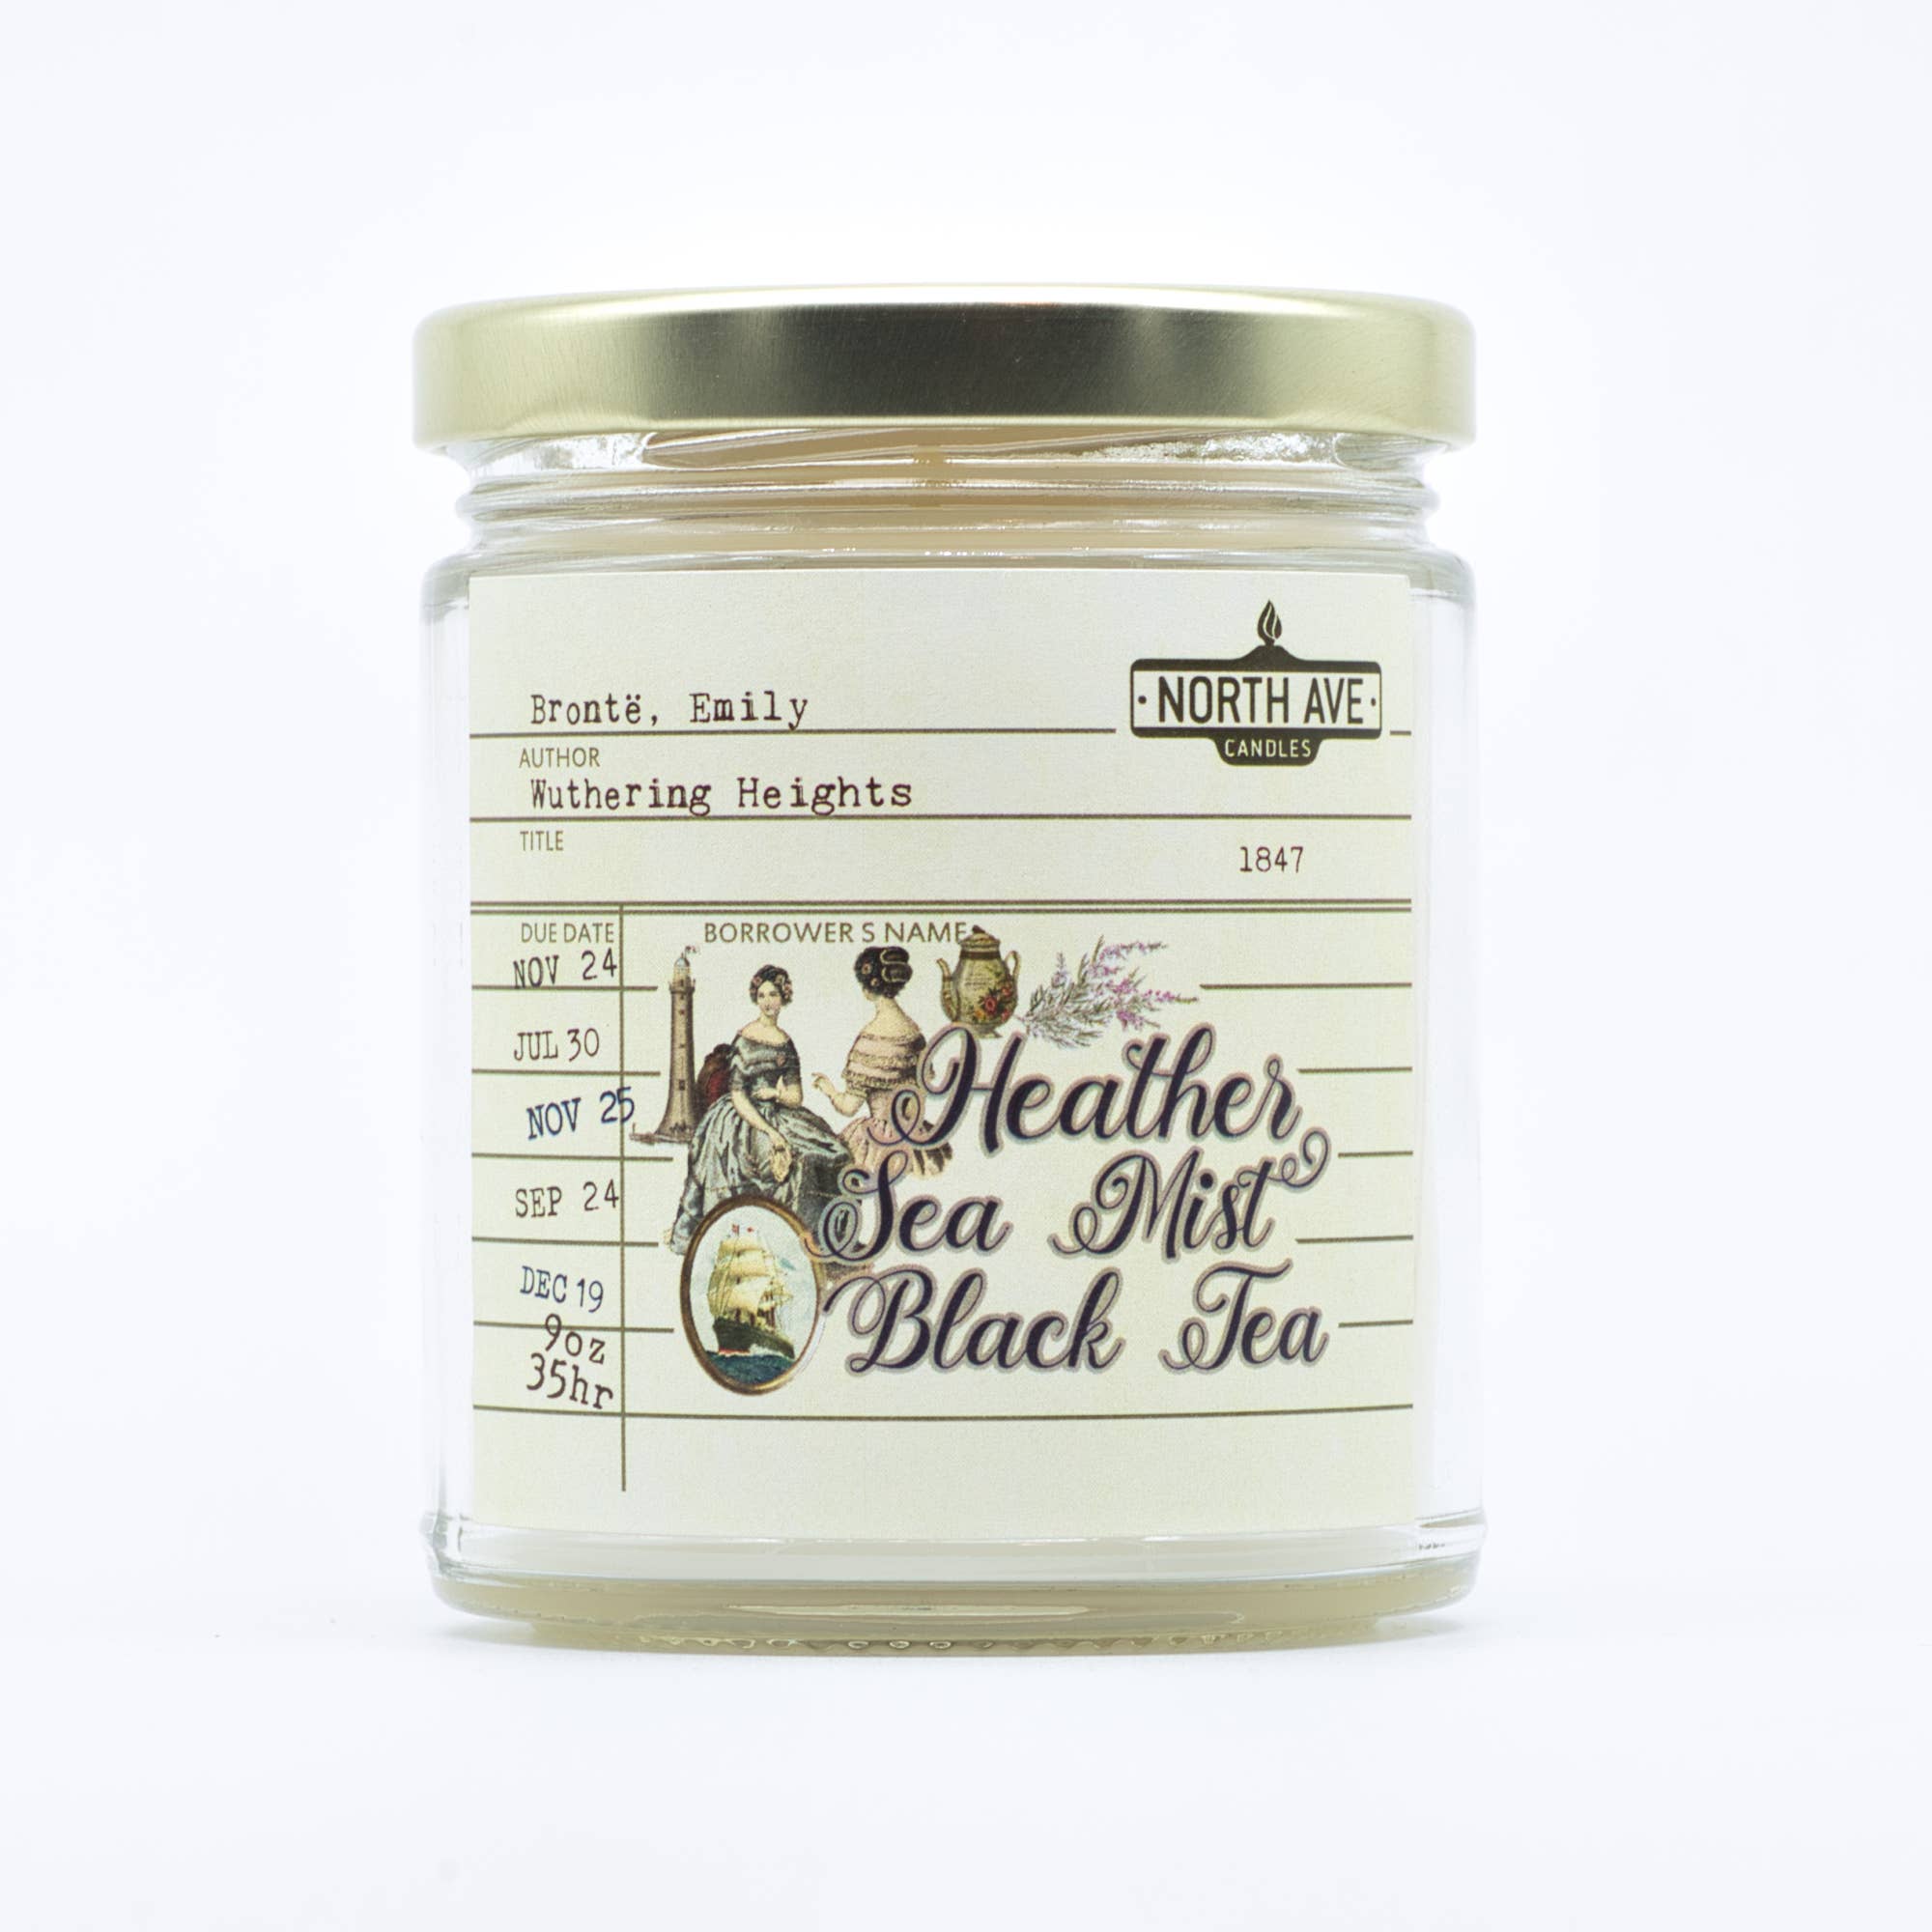 Brontë, Emily
NORTH AVE
CANDLES
AUTHOR
Wuthering Heights
TITLE
1847
DUE DATE
BORROWER S NAME
NOV 24
JUL 30
NOV 25
SEP 24
DEC 19
9oz
35hr
Heather
Sea Mist
Black Tea